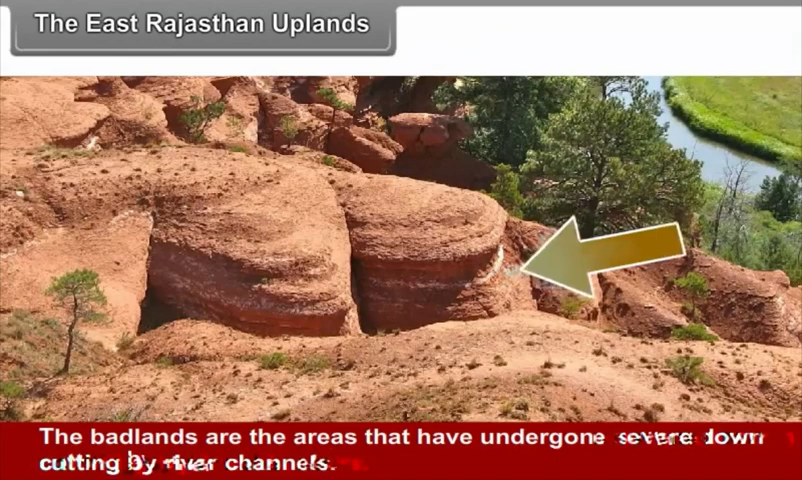 The East Rajasthan Uplands
The badlands are the areas that have undergone severe down
cutting by river channels.